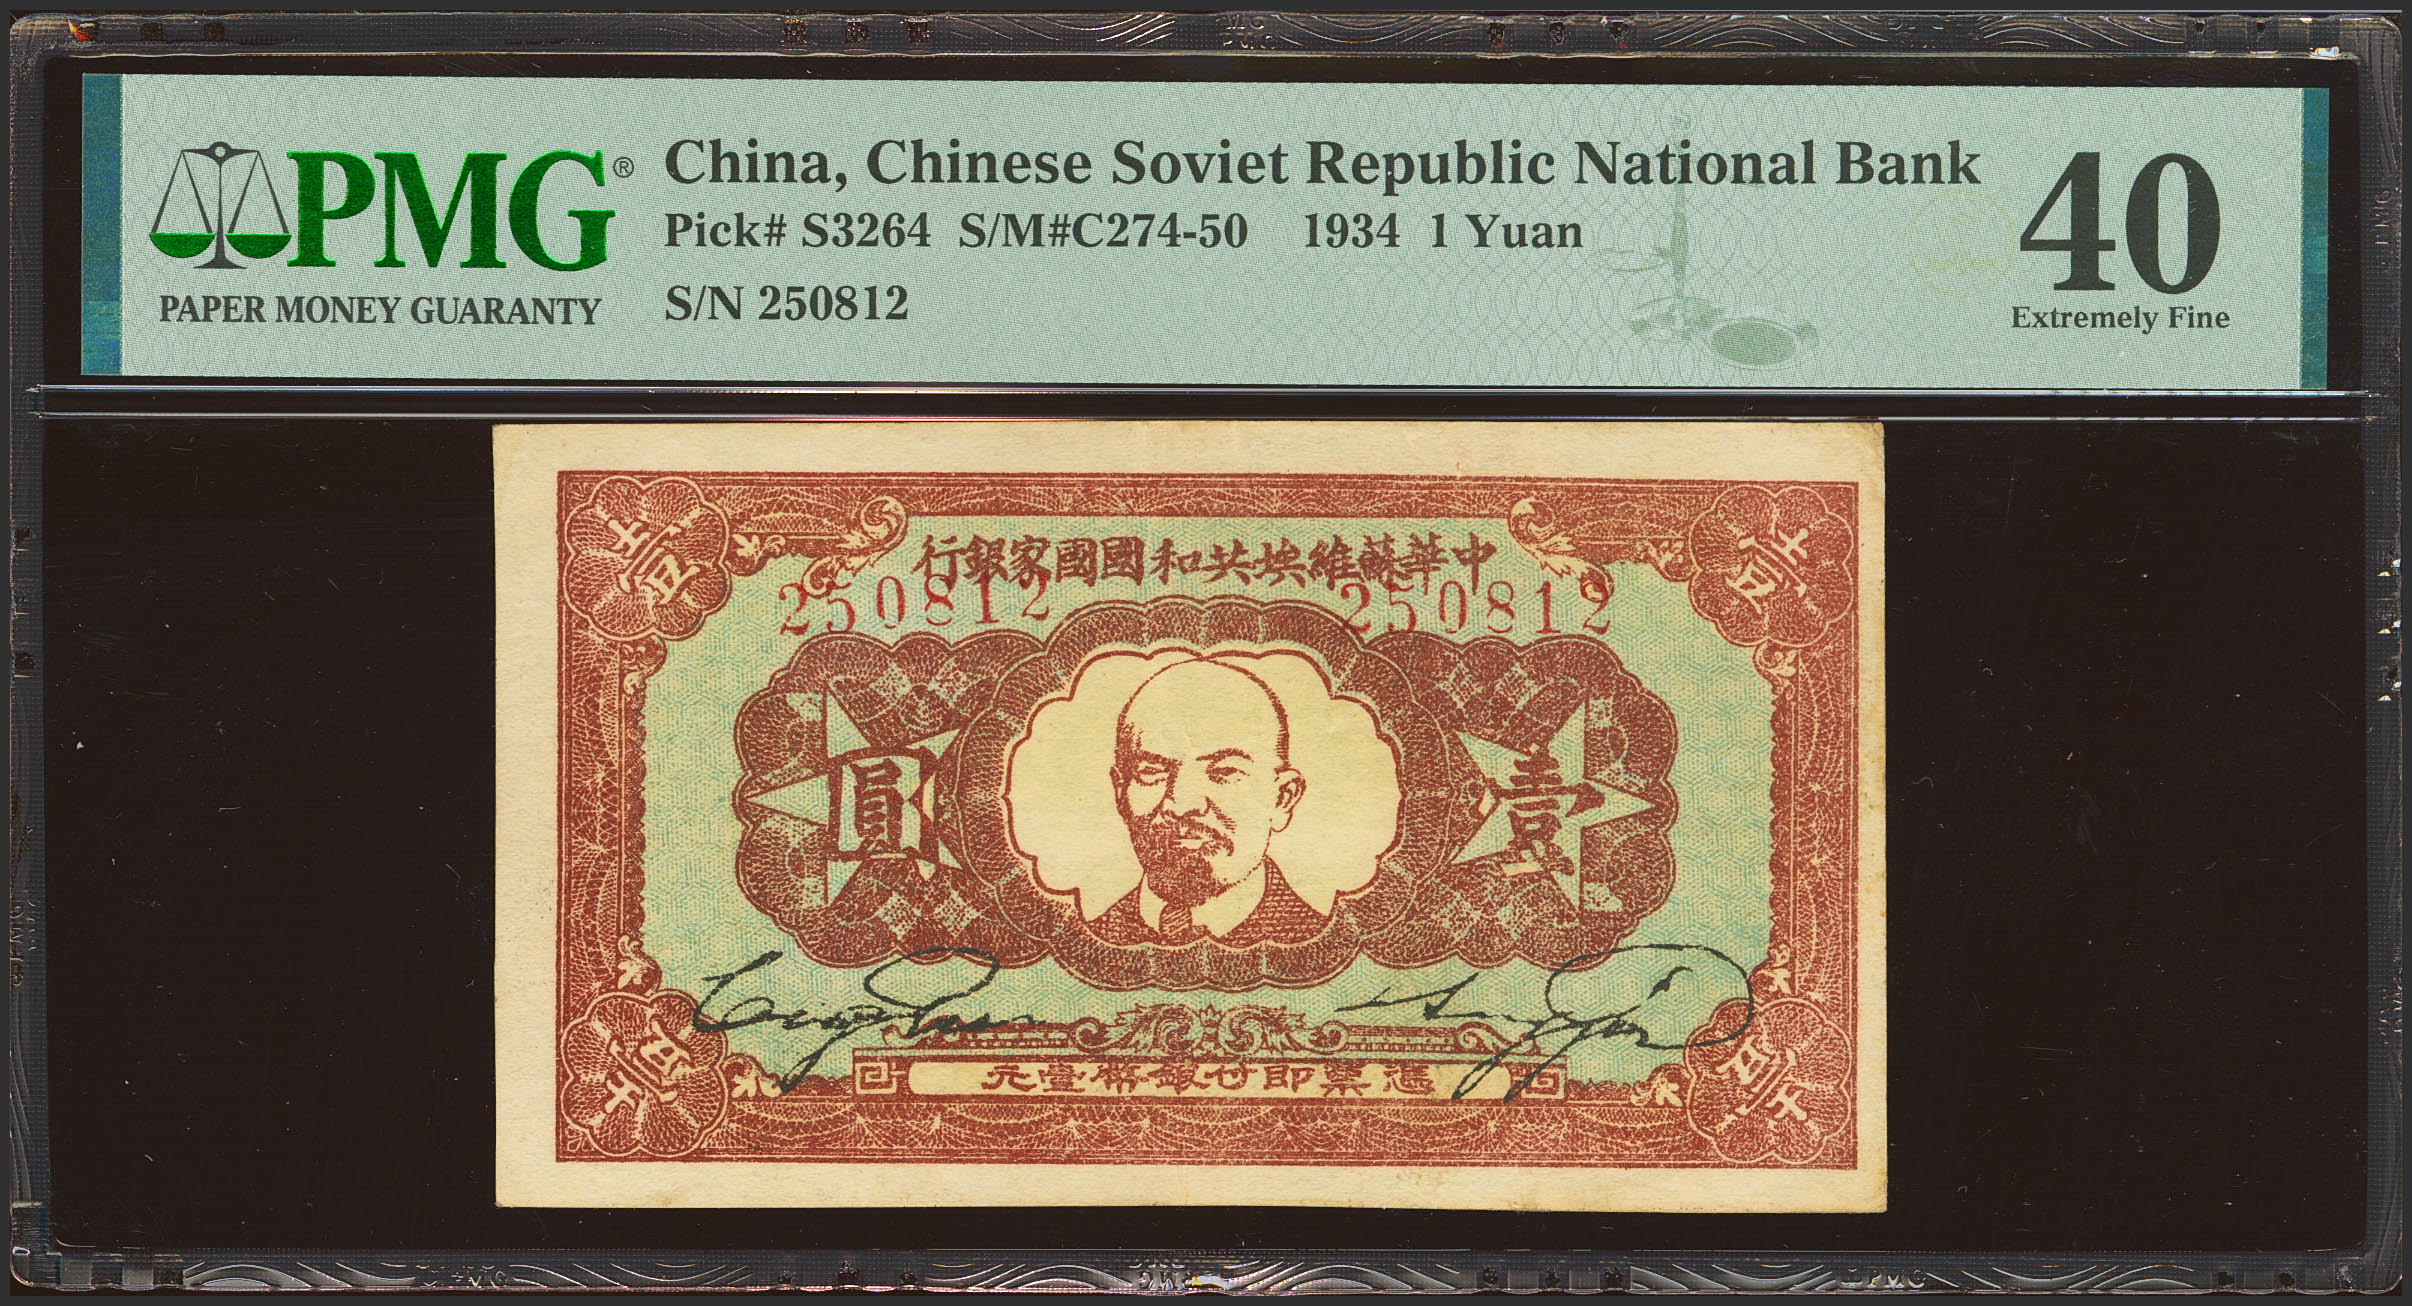 PMG®
PAPER MONEY GUARANTY
China, Chinese Soviet Republic National Bank
Pick# S3264 S/M#C274-50 1934 1 Yuan
S/N 250812
40
Extremely Fine
行銀家國國和共埃維蘇華中
250812 250812
圓 壹
元壹幣銀付即票憑